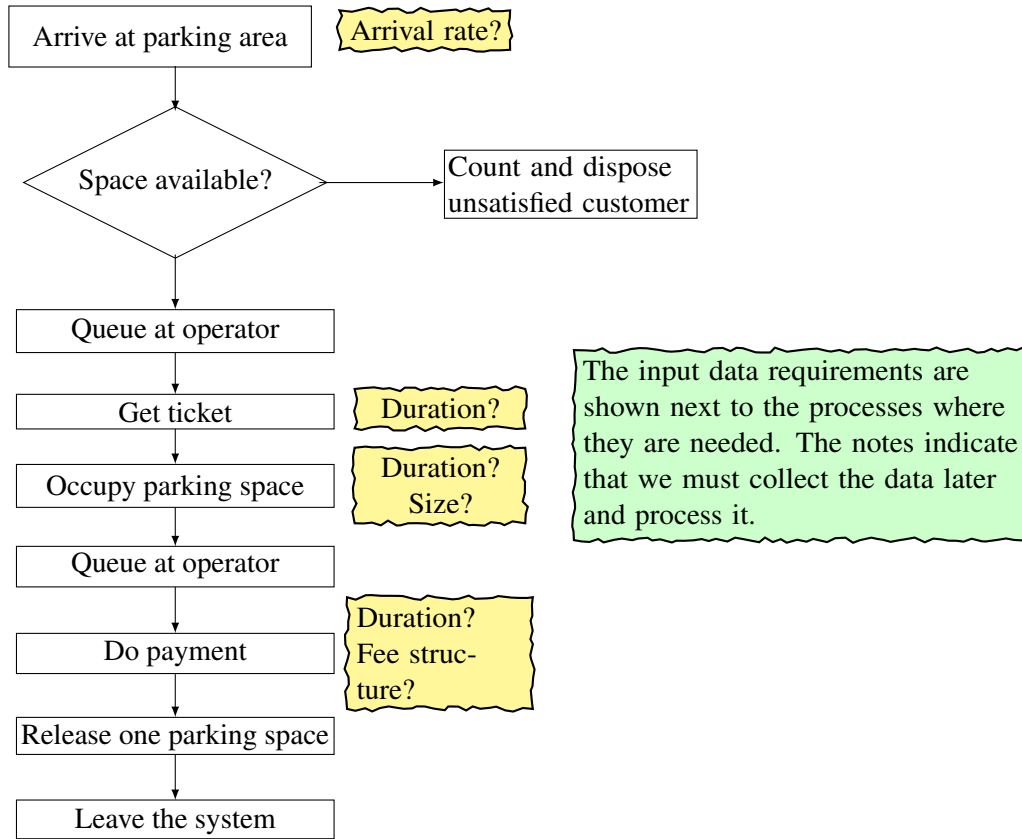 Arrive at parking area
Arrival rate?
Space available?
Count and dispose
unsatisfied customer
Queue at operator
Get ticket
Duration?
Occupy parking space
Duration?
Size?
Queue at operator
Do payment
Duration?
Fee struc-
ture?
Release one parking space
Leave the system
The input data requirements are
shown next to the processes where
they are needed. The notes indicate
that we must collect the data later
and process it.